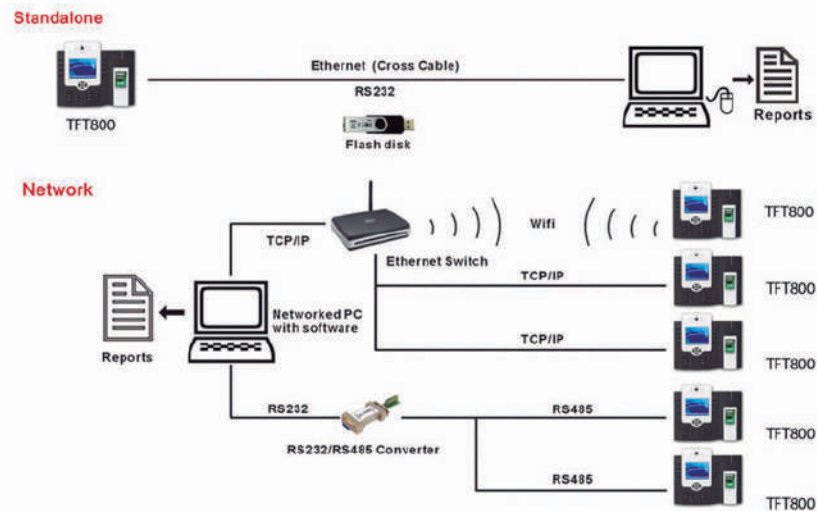 Standalone
Ethernet (Cross Cable)
RS232
TFT800
Flash disk
Reports
Network
TCP/IP
Wifi
TFT800
Ethernet Switch
TCP/IP
TFT800
Networked PC
with software
Reports
TCP/IP
TFT800
RS232
RS485
RS232/RS485 Converter
TFT800
RS485
TFT800